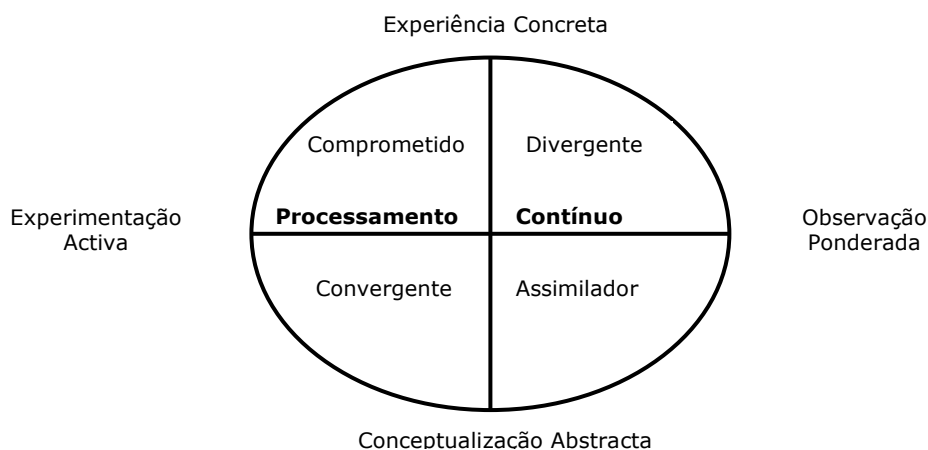 Experiência Concreta
Comprometido
Divergente
Experimentação
Activa
Processamento
Contínuo
Observação
Ponderada
Convergente
Assimilador
Conceptualização Abstracta